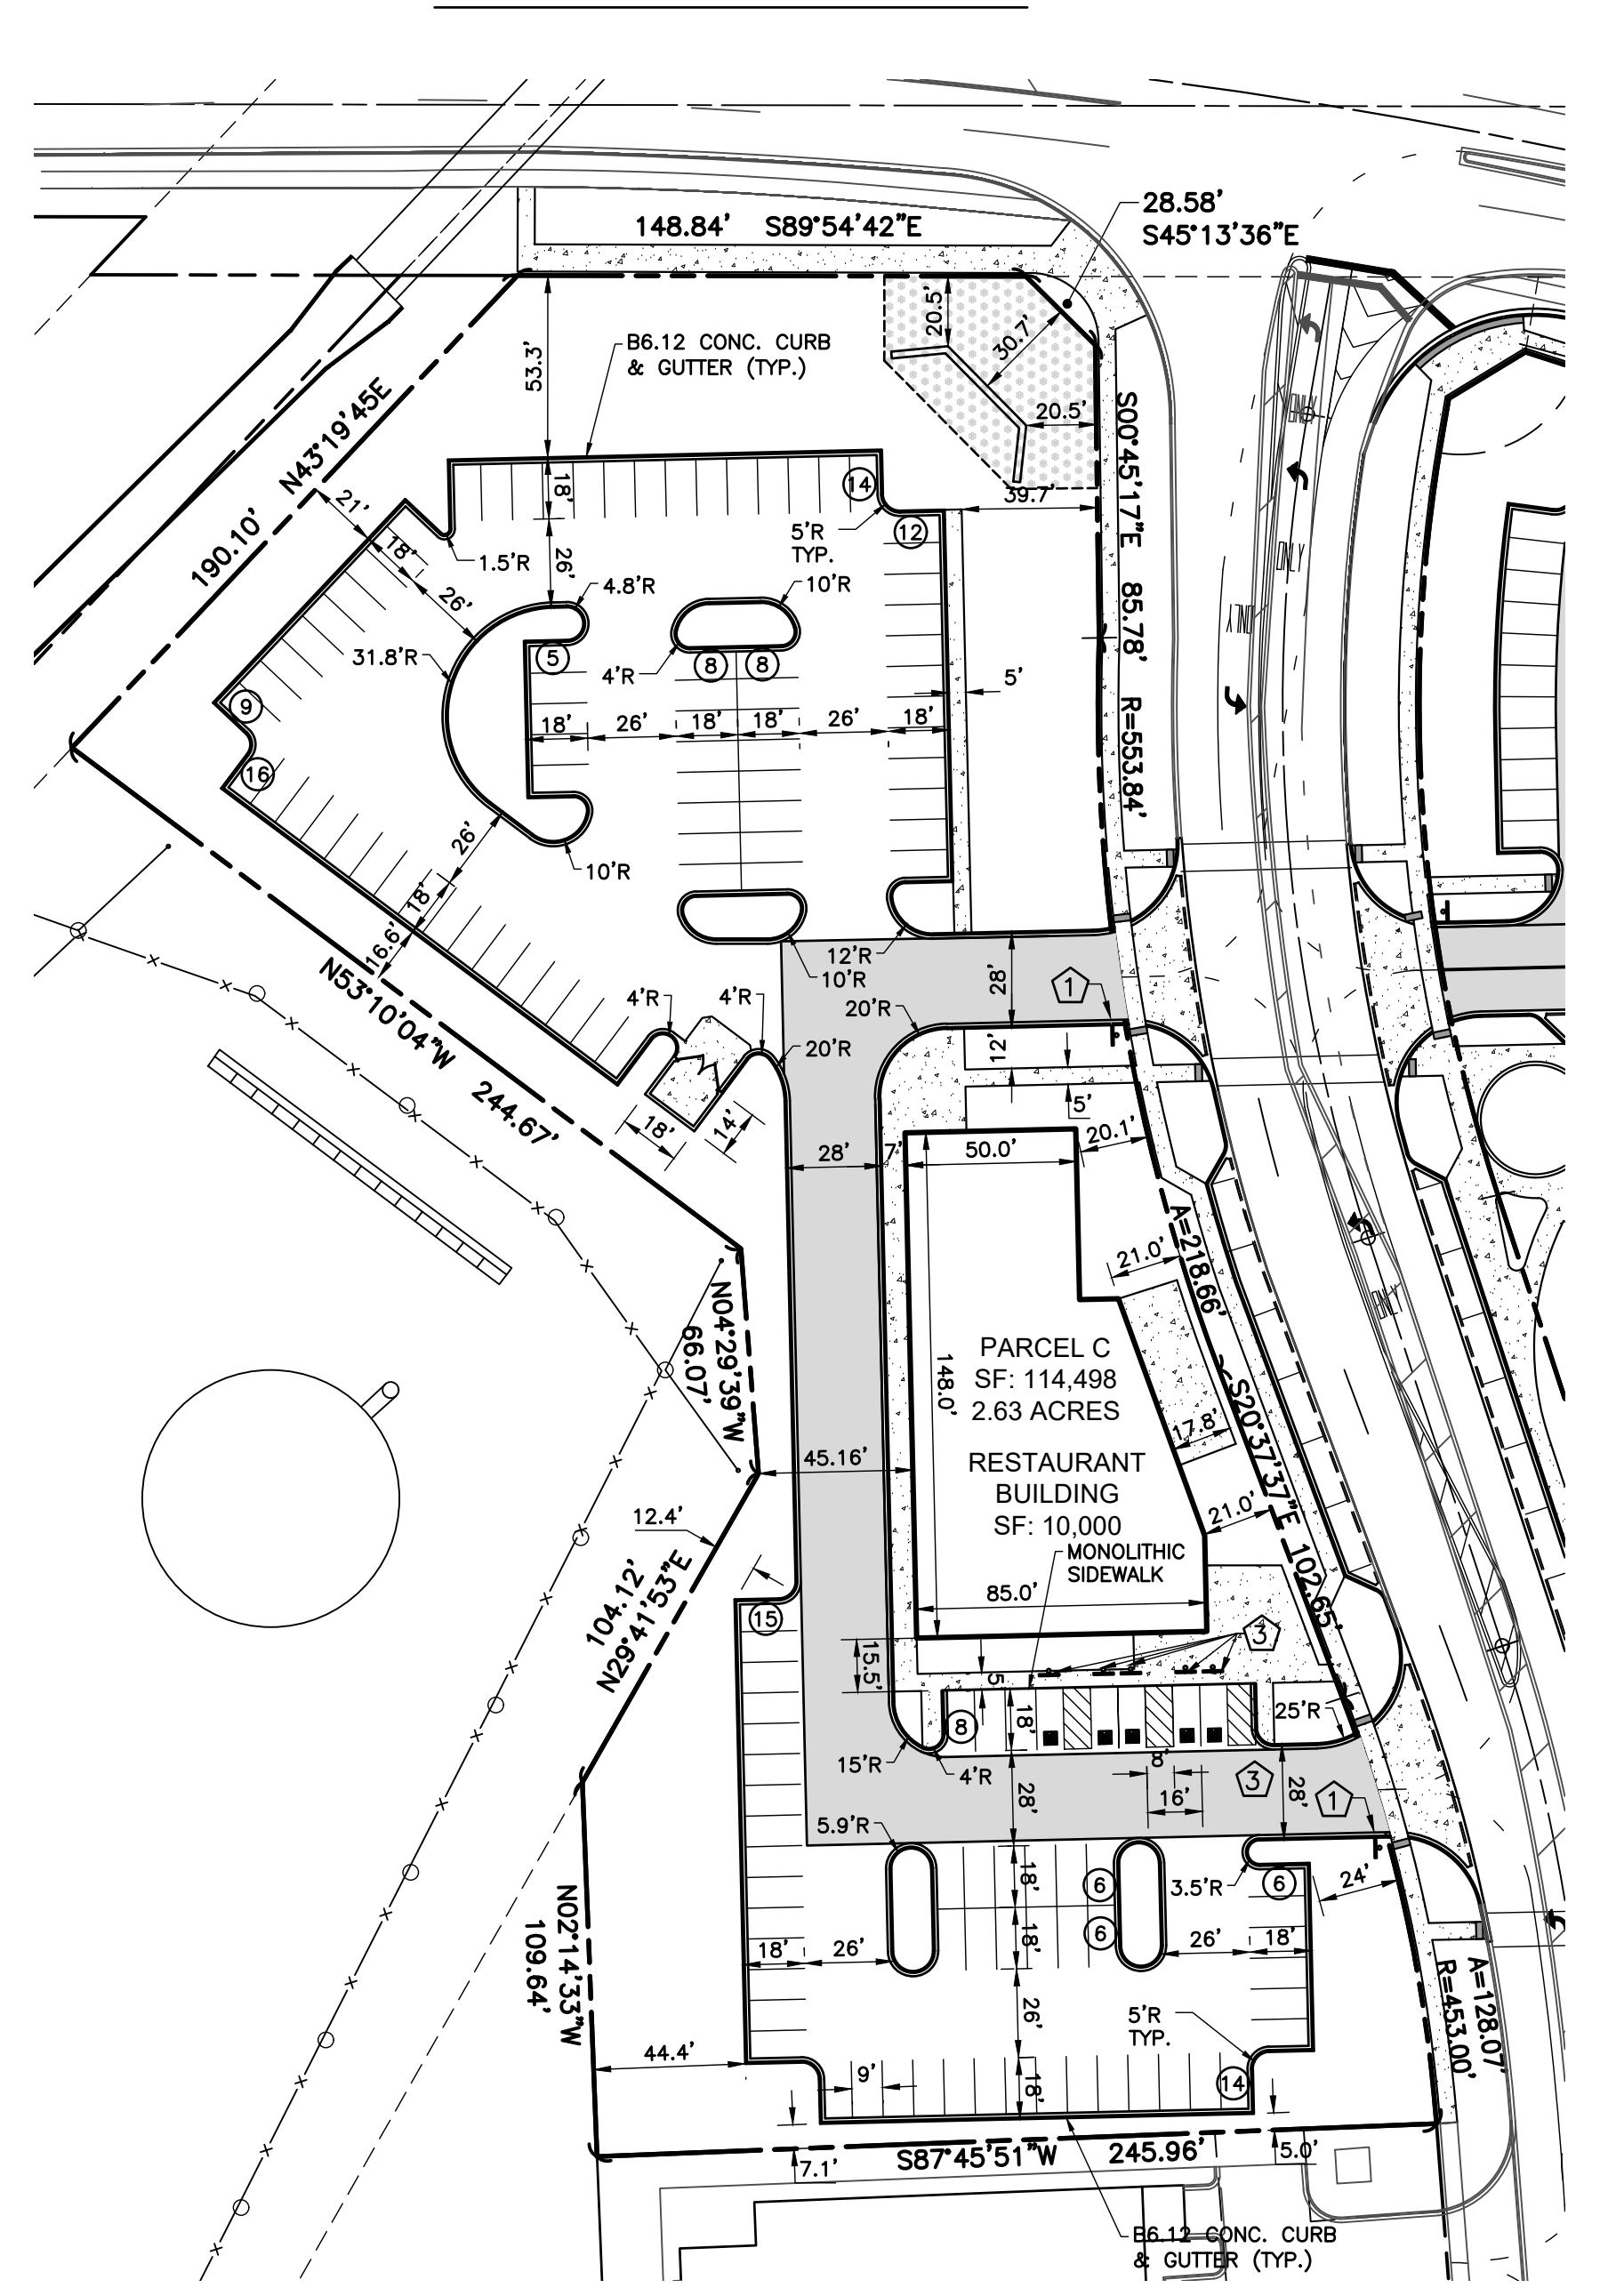 148.84' S89°54'42"E
28.58'
S45°13'36"E
B6.12 CONC. CURB
& GUTTER (TYP.)
53.3'
20.5'
30.7'
20.5'
39.7'
N43°19'45E
190.10'
21'
18'
26'
18'
26'
14
12
5'R
TYP.
1.5'R
4.8'R
10'R
31.8'R
4'R
5
8
8
5'
9
16
18'
26'
18'
18'
26'
18'
S00°45'17"E 85.78' R=553.84'
ONLY
ONLY
ONLY
26'
18'
16.6'
10'R
12'R
10'R
28'
1
20'R
4'R
4'R
20'R
12'
5'
N53°10'04"W 244.67'
18'
14'
28'
7'
50.0'
20.1'
21.0'
A=218.66'
148.0'
PARCEL C
SF: 114,498
2.63 ACRES
RESTAURANT
BUILDING
SF: 10,000
17.8'
S20°37'37"E 102.65'
21.0'
N04°29'39"W
66.07'
45.16'
12.4'
104.12'
N29°41'53"E
MONOLITHIC
SIDEWALK
85.0'
15
3
15.5'
5'
18'
8
25'R
15'R
4'R
8'
3
28'
16'
28'
1
5.9'R
18'
6
3.5'R
6
24'
18'
6
18'
26'
26'
18'
N02°14'33"W
109.64'
26'
5'R
TYP.
A=128.07'
R=453.00'
44.4'
9'
18'
14
S87°45'51"W 245.96'
7.1'
5.0'
B6.12 CONC. CURB
& GUTTER (TYP.)